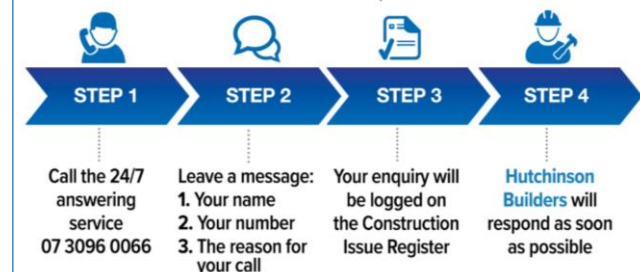 STEP 1
STEP 2
STEP 3
STEP 4
Call the 24/7
answering
service
07 3096 0066
Leave a message:
1. Your name
2. Your number
3. The reason for
your call
Your enquiry will
be logged on
the Construction
Issue Register
Hutchinson
Builders will
respond as soon
as possible